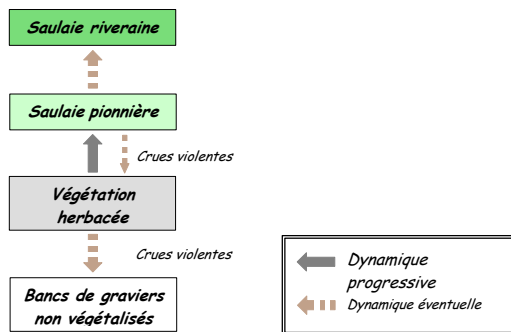 Saulaie riveraine
Saulaie pionnière
Crues violentes
Végétation
herbacée
Crues violentes
Bancs de graviers
non végétalisés
Dynamique
progressive
Dynamique éventuelle